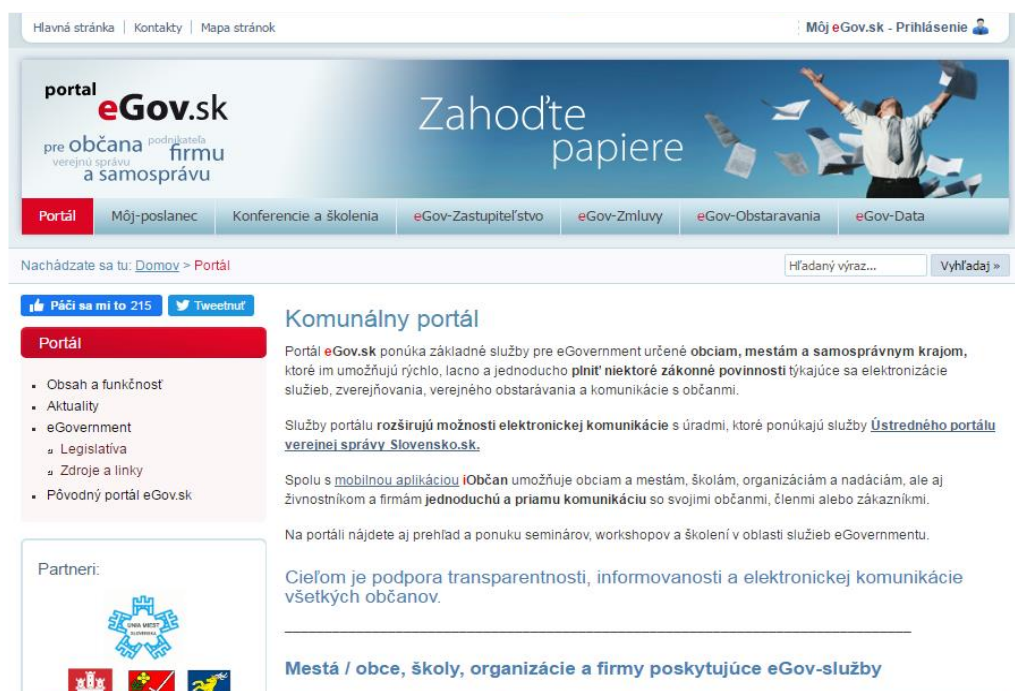 Hlavná stránka | Kontakty | Mapa stránok
Môj eGov.sk - Prihlásenie
portal
eGov.sk
pre občana podnikateľa
verejnú správu firmu
a samosprávu
Zahoďte
papiere
Portál Môj-poslanec Konferencie a školenia eGov-Zastupiteľstvo eGov-Zmluvy eGov-Obstaravania eGov-Data
Nachádzate sa tu: Domov > Portál
Hľadaný výraz... Vyhľadaj »
Páči sa mi to 215 Tweetnuť
Portál
Obsah a funkčnosť
Aktuality
eGovernment
Legislatíva
Zdroje a linky
Pôvodný portál eGov.sk
Partneri:
UNIA MIEST
SLOVENSKA
Komunálny portál
Portál eGov.sk ponúka základné služby pre eGovernment určené obciam, mestám a samosprávnym krajom,
ktoré im umožňujú rýchlo, lacno a jednoducho plniť niektoré zákonné povinnosti týkajúce sa elektronizácie
služieb, zverejňovania, verejného obstarávania a komunikácie s občanmi.
Služby portálu rozširujú možnosti elektronickej komunikácie s úradmi, ktoré ponúkajú služby Ústredného portálu
verejnej správy Slovensko.sk.
Spolu s mobilnou aplikáciou iObčan umožňuje obciam a mestám, školám, organizáciám a nadáciám, ale aj
živnostníkom a firmám jednoduchú a priamu komunikáciu so svojimi občanmi, členmi alebo zákazníkmi.
Na portáli nájdete aj prehľad a ponuku seminárov, workshopov a školení v oblasti služieb eGovernmentu.
Cieľom je podpora transparentnosti, informovanosti a elektronickej komunikácie
všetkých občanov.
Mestá / obce, školy, organizácie a firmy poskytujúce eGov-služby